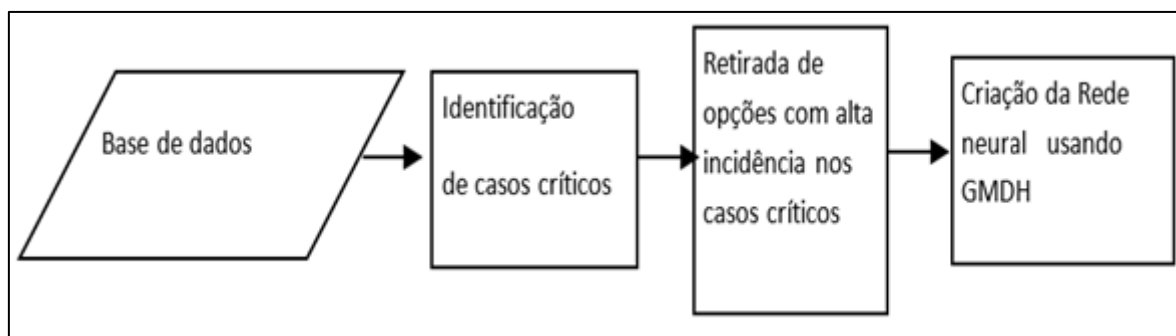 Base de dados
Identificação
de casos críticos
Retirada de
opções com alta
incidência nos
casos críticos
Criação da Rede
neural usando
GMDH